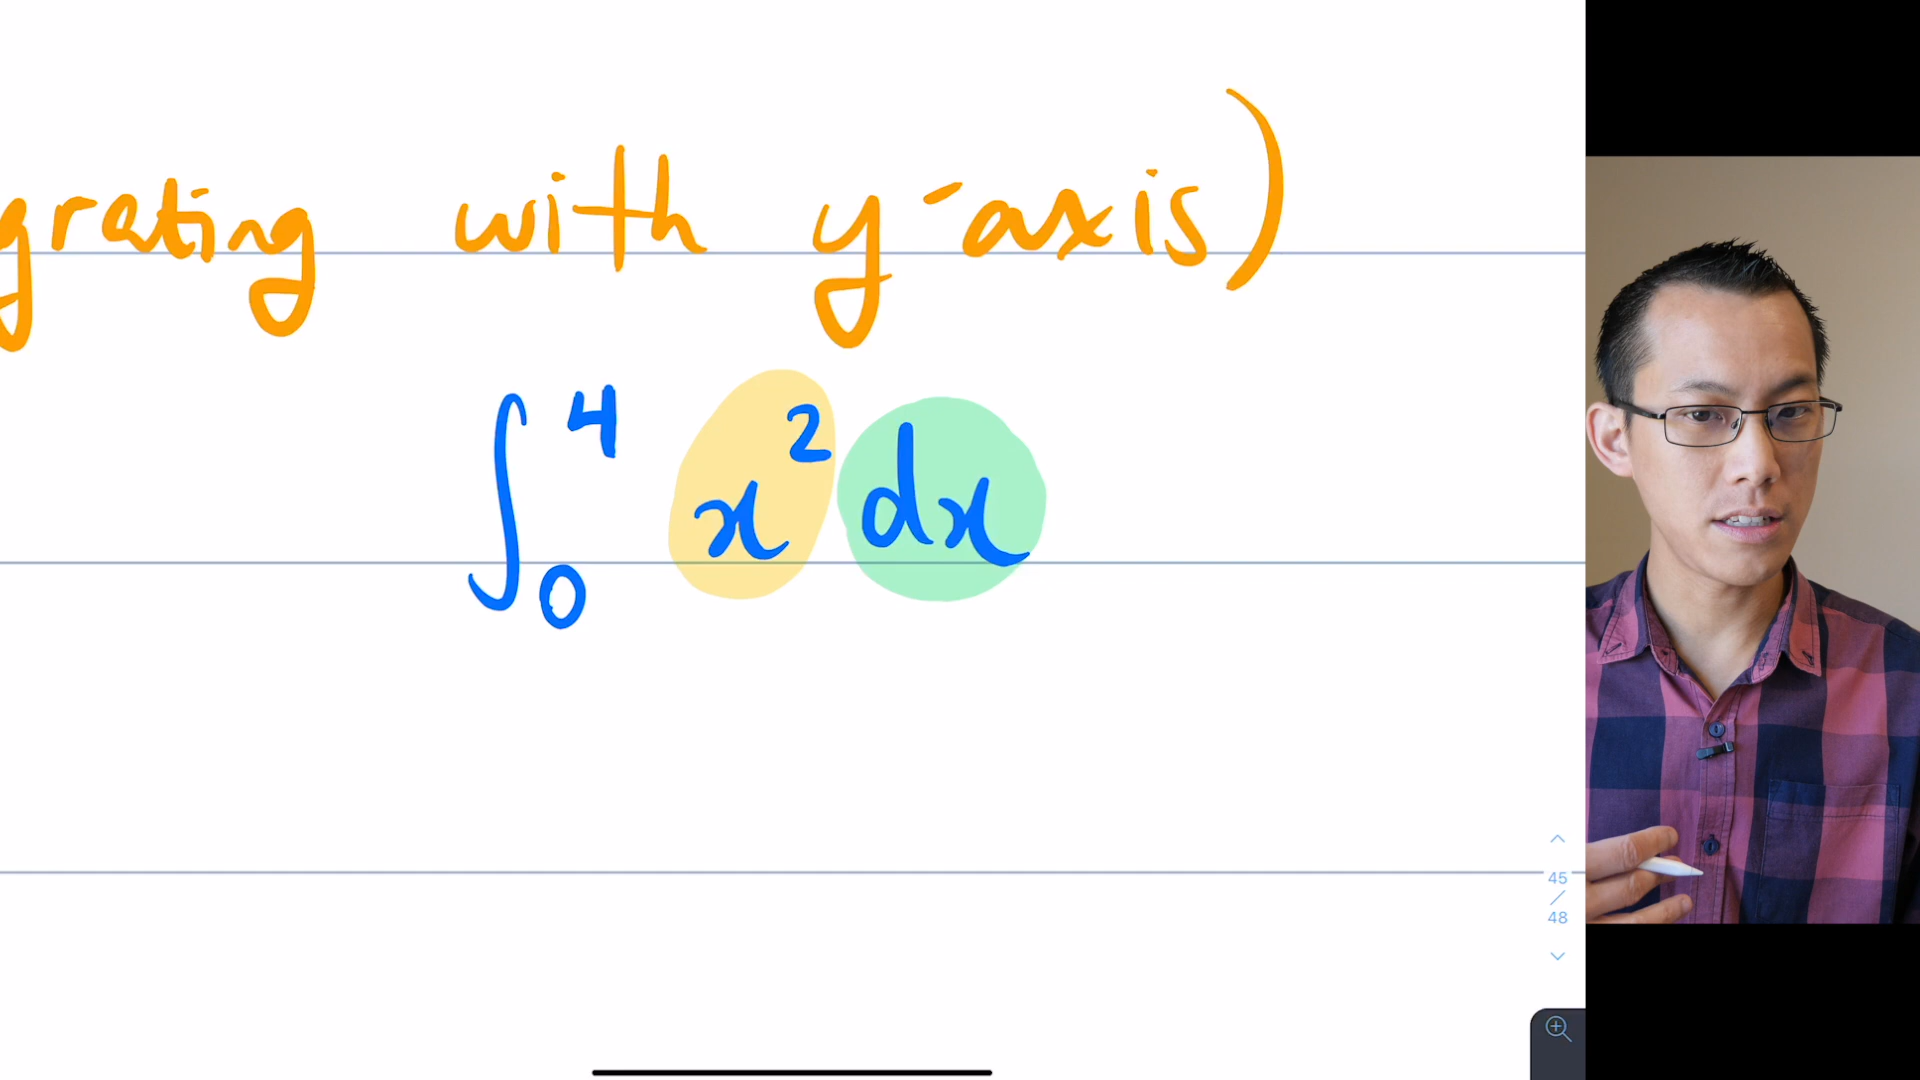 grating with y-axis)
∫₀⁴ x² dx
45
/
48